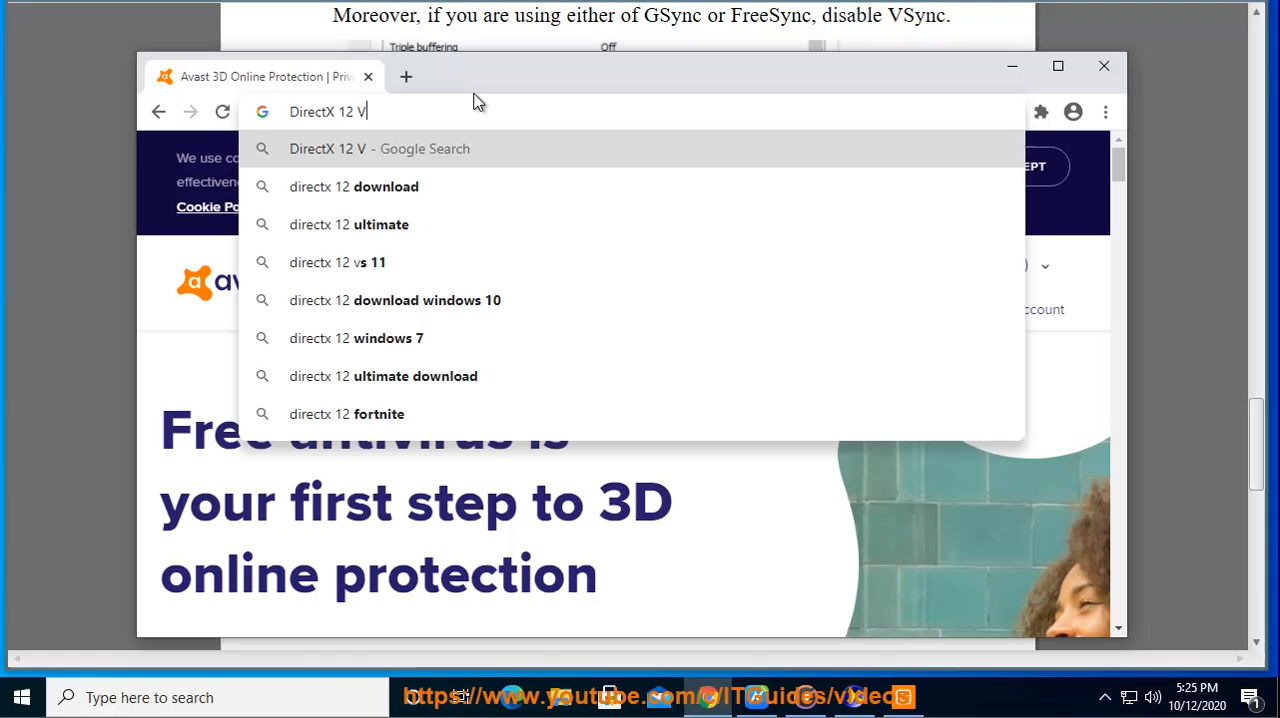 Moreover, if you are using either of GSync or FreeSync, disable VSync.
Triple buffering Off
Avast 3D Online Protection | Priva
DirectX 12 V
DirectX 12 V - Google Search
directx 12 download
directx 12 ultimate
directx 12 vs 11
directx 12 download windows 10
directx 12 windows 7
directx 12 ultimate download
directx 12 fortnite
We use co
effectiven
Cookie Po
EPT
av
ccount
Free antivirus is
your first step to 3D
online protection
Type here to search
https://www.youtube.com/c/ITGuides/videos
5:25 PM
10/12/2020
1